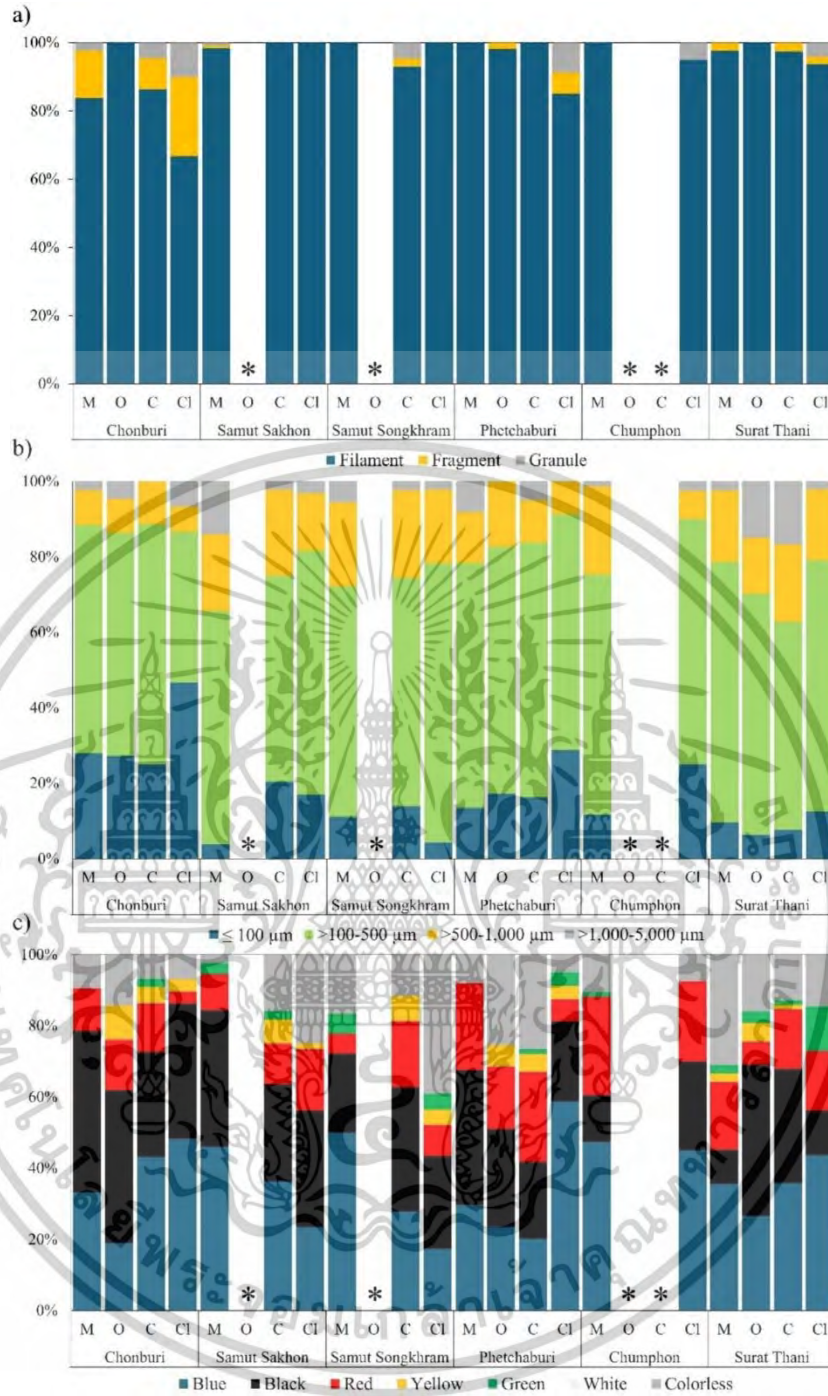 a)
100%
80%
60%
40%
20%
0%
* * * *
M O C Cl M O C Cl M O C Cl M O C Cl M O C Cl M O C Cl
Chonburi Samut Sakhon Samut Songkhram Phetchaburi Chumphon Surat Thani
Filament Fragment Granule
b)
100%
80%
60%
40%
20%
0%
* * * *
M O C Cl M O C Cl M O C Cl M O C Cl M O C Cl M O C Cl
Chonburi Samut Sakhon Samut Songkhram Phetchaburi Chumphon Surat Thani
≤ 100 µm >100-500 µm >500-1,000 µm >1,000-5,000 µm
c)
100%
80%
60%
40%
20%
0%
* * * *
M O C Cl M O C Cl M O C Cl M O C Cl M O C Cl M O C Cl
Chonburi Samut Sakhon Samut Songkhram Phetchaburi Chumphon Surat Thani
Blue Black Red Yellow Green White Colorless